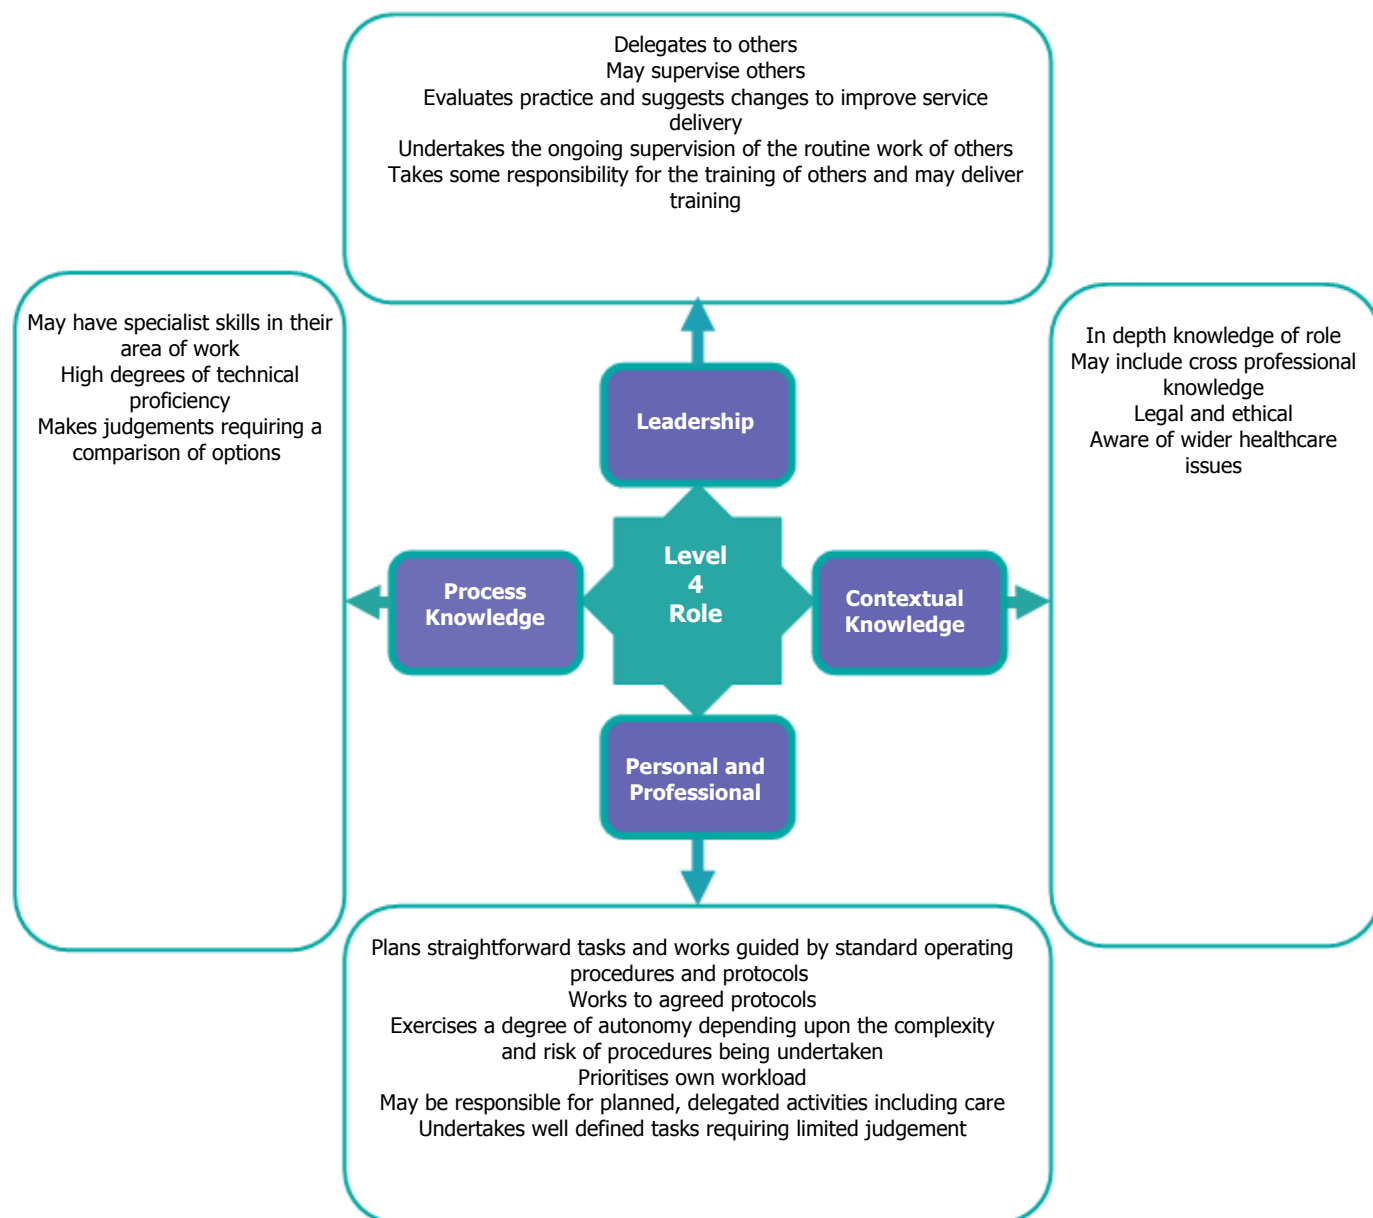 Delegates to others
May supervise others
Evaluates practice and suggests changes to improve service
delivery
Undertakes the ongoing supervision of the routine work of others
Takes some responsibility for the training of others and may deliver
training
May have specialist skills in their
area of work
High degrees of technical
proficiency
Makes judgements requiring a
comparison of options
In depth knowledge of role
May include cross professional
knowledge
Legal and ethical
Aware of wider healthcare
issues
Leadership
Process
Knowledge
Level
4
Role
Contextual
Knowledge
Personal and
Professional
Plans straightforward tasks and works guided by standard operating
procedures and protocols
Works to agreed protocols
Exercises a degree of autonomy depending upon the complexity
and risk of procedures being undertaken
Prioritises own workload
May be responsible for planned, delegated activities including care
Undertakes well defined tasks requiring limited judgement